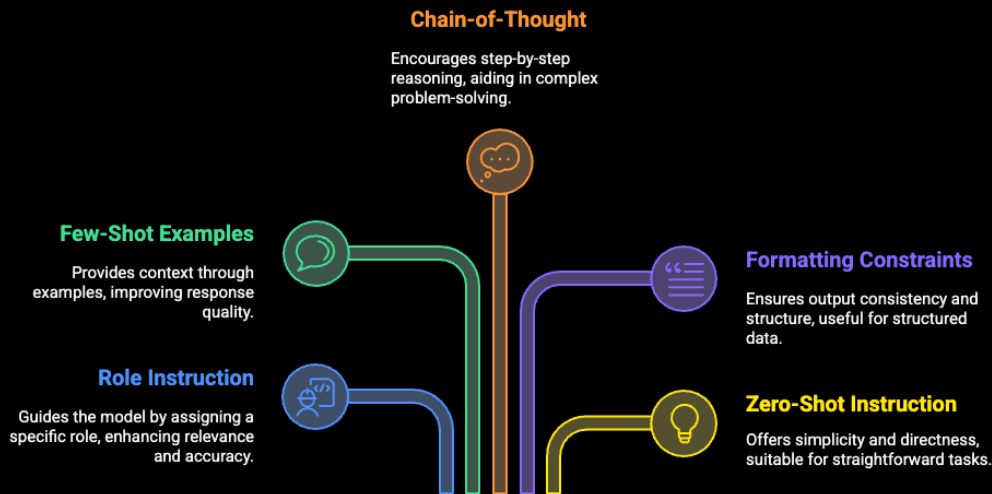 Chain-of-Thought
Encourages step-by-step
reasoning, aiding in complex
problem-solving.
Few-Shot Examples
Provides context through
examples, improving response
quality.
Formatting Constraints
Ensures output consistency and
structure, useful for structured
data.
Role Instruction
Guides the model by assigning a
specific role, enhancing relevance
and accuracy.
Zero-Shot Instruction
Offers simplicity and directness,
suitable for straightforward tasks.